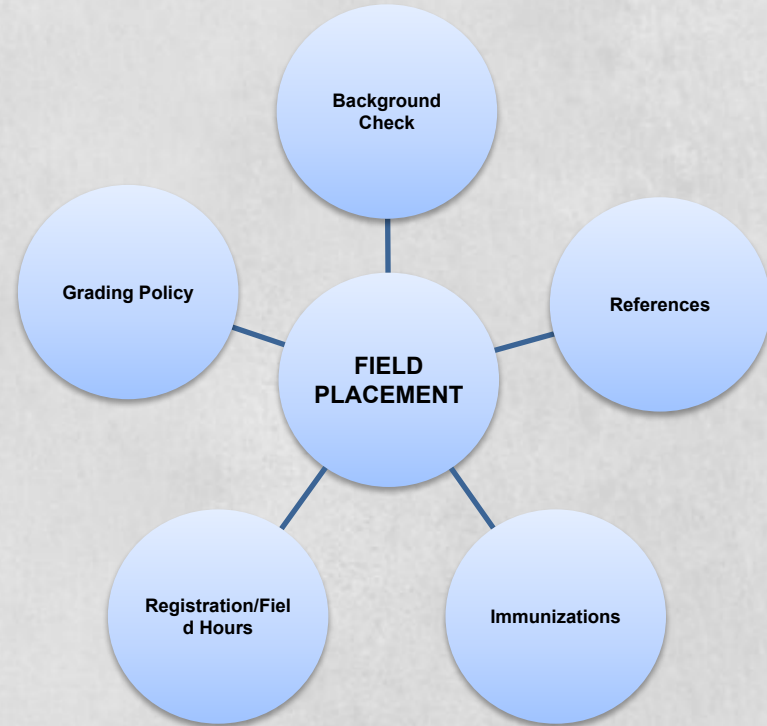 Background
Check
Grading Policy
References
FIELD
PLACEMENT
Registration/Fiel
d Hours
Immunizations